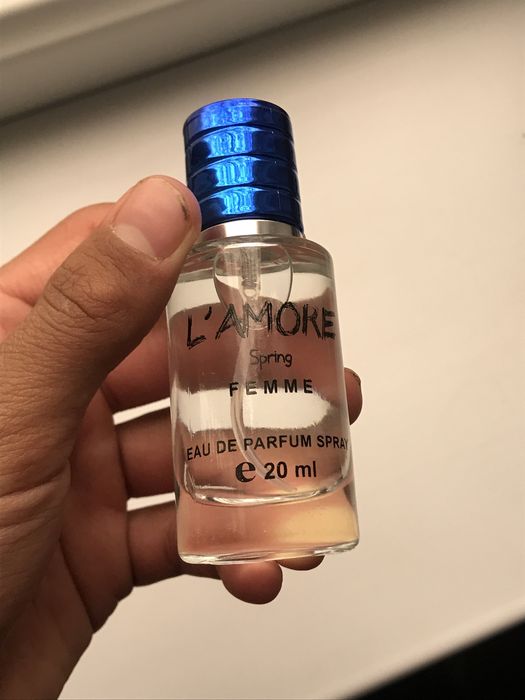 L'AMORE
Spring
FEMME
EAU DE PARFUM SPRAY
℮ 20 ml